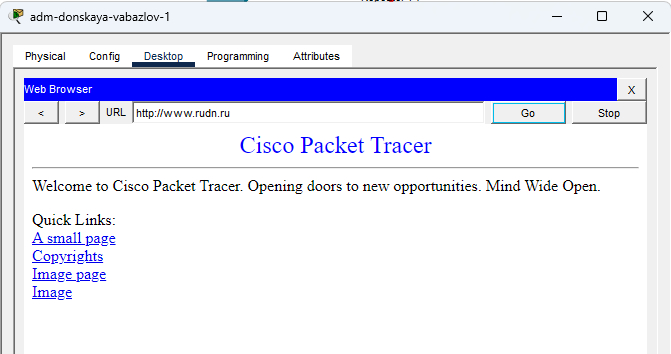 adm-donskaya-vabazlov-1
Physical Config Desktop Programming Attributes
Web Browser X
< > URL http://www.rudn.ru Go Stop
Cisco Packet Tracer
Welcome to Cisco Packet Tracer. Opening doors to new opportunities. Mind Wide Open.
Quick Links:
A small page
Copyrights
Image page
Image